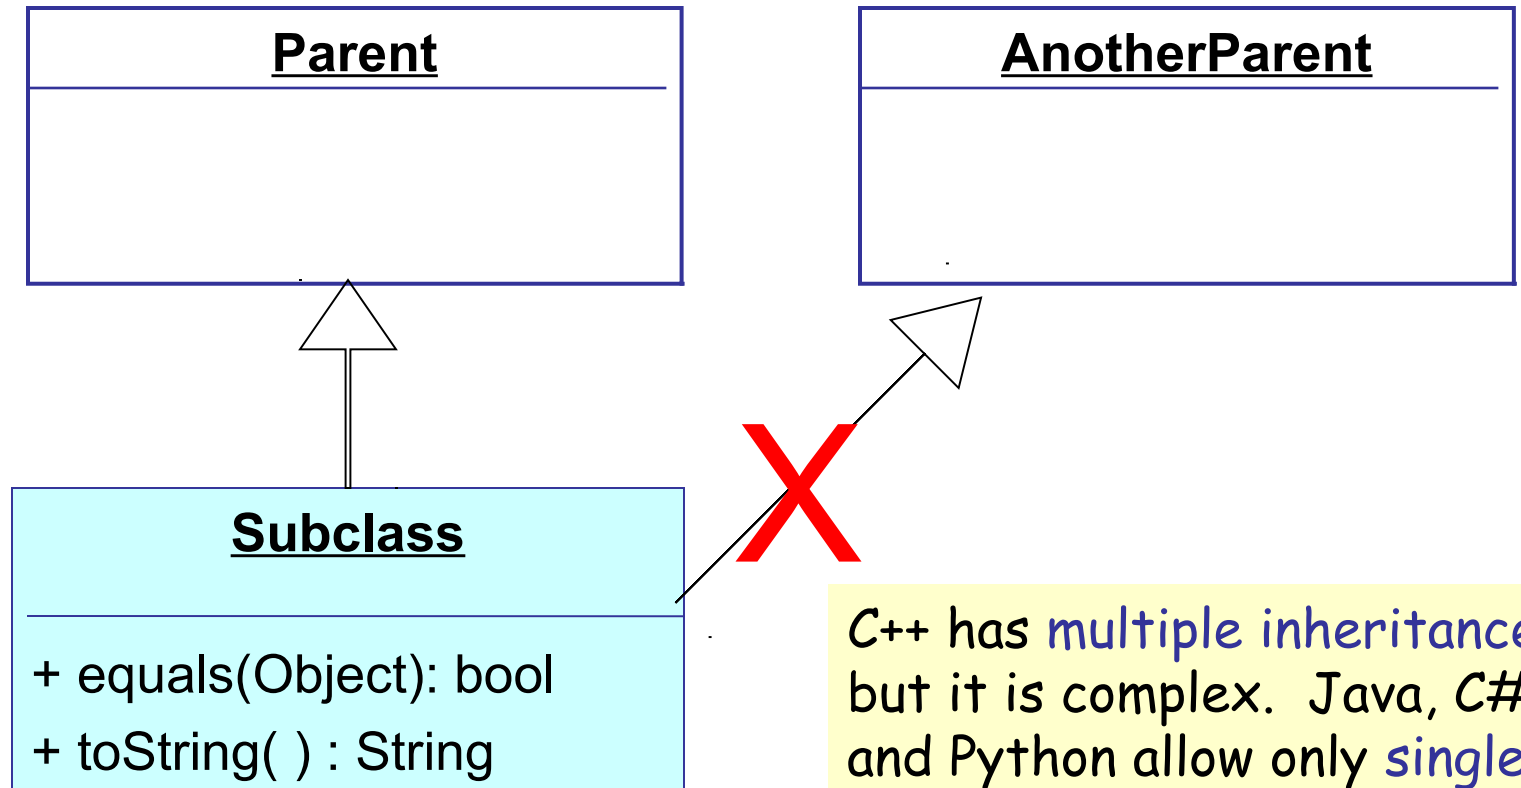 Parent
AnotherParent
Subclass
+ equals(Object): bool
+ toString( ) : String
X
C++ has multiple inheritance
but it is complex. Java, C#
and Python allow only single